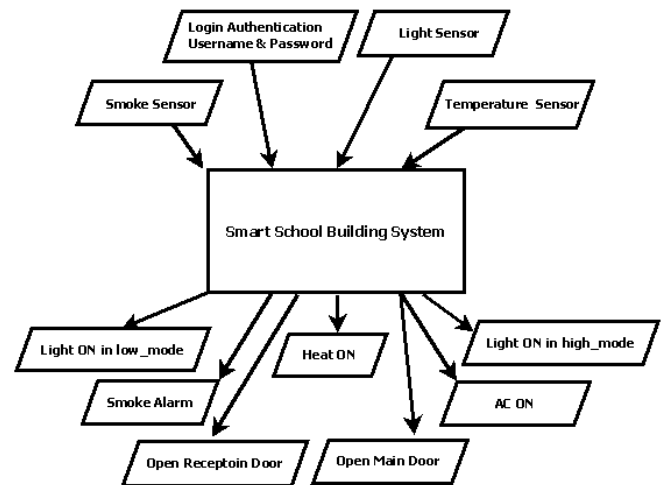 Login Authentication
Username & Password
Light Sensor
Smoke Sensor
Temperature Sensor
Smart School Building System
Light ON in low_mode
Heat ON
Light ON in high_mode
Smoke Alarm
AC ON
Open Receptoin Door
Open Main Door